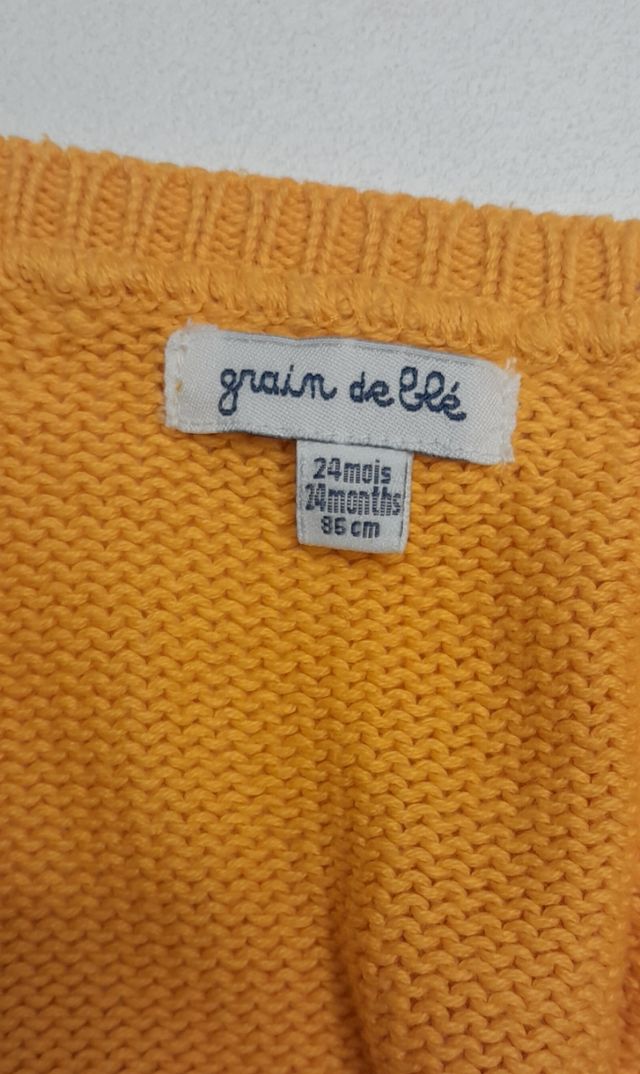 grain de blé
24mois
24months
86 cm